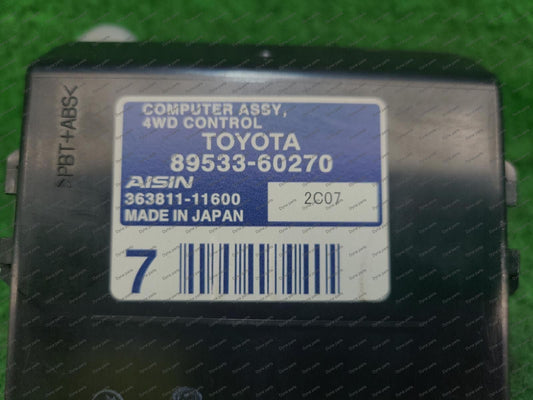 >PBT+ABS<
COMPUTER ASSY,
4WD CONTROL
TOYOTA
89533-60270
AISIN
363811-11600
2C07
MADE IN JAPAN
7